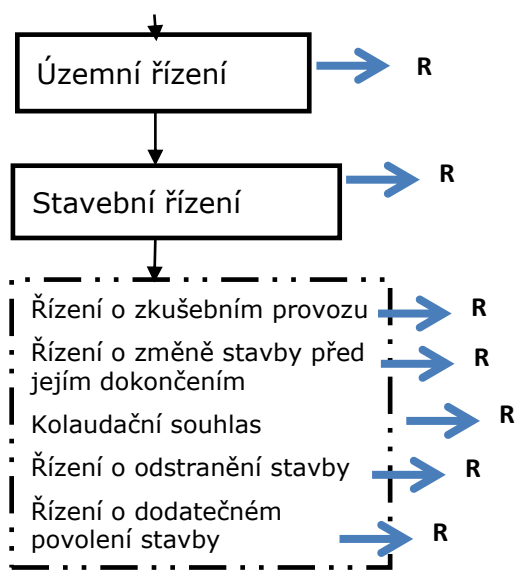 Územní řízení
R
Stavební řízení
R
Řízení o zkušebním provozu
R
Řízení o změně stavby před
jejím dokončením
R
Kolaudační souhlas
R
Řízení o odstranění stavby
R
Řízení o dodatečném
povolení stavby
R